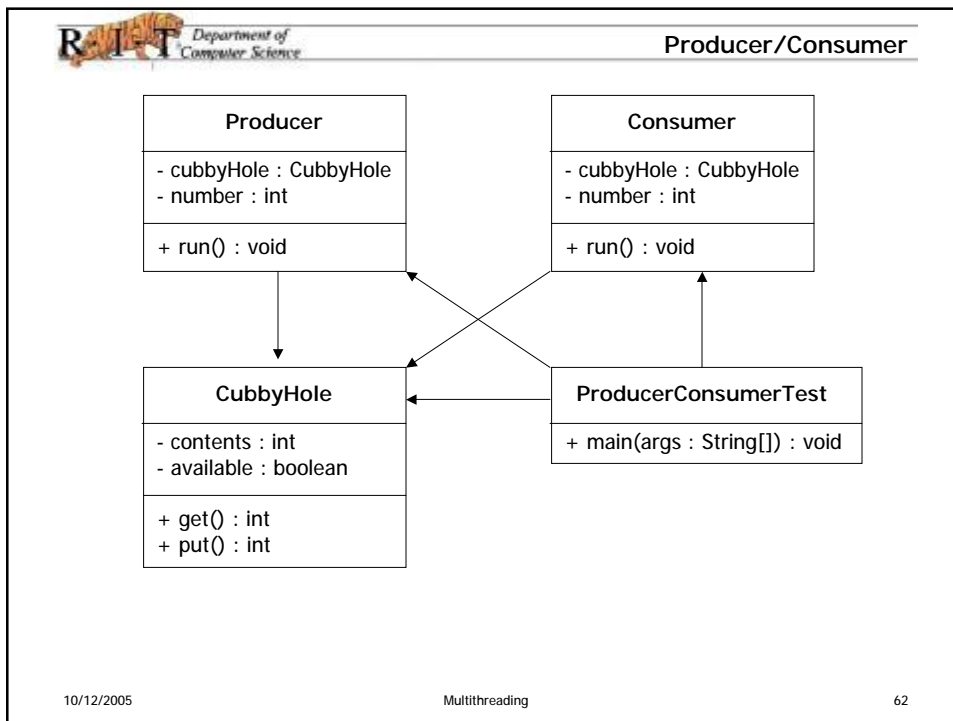 R·I·T Department of
Computer Science
Producer/Consumer
Producer
- cubbyHole : CubbyHole
- number : int
+ run() : void
Consumer
- cubbyHole : CubbyHole
- number : int
+ run() : void
CubbyHole
- contents : int
- available : boolean
+ get() : int
+ put() : int
ProducerConsumerTest
+ main(args : String[]) : void
10/12/2005
Multithreading
62